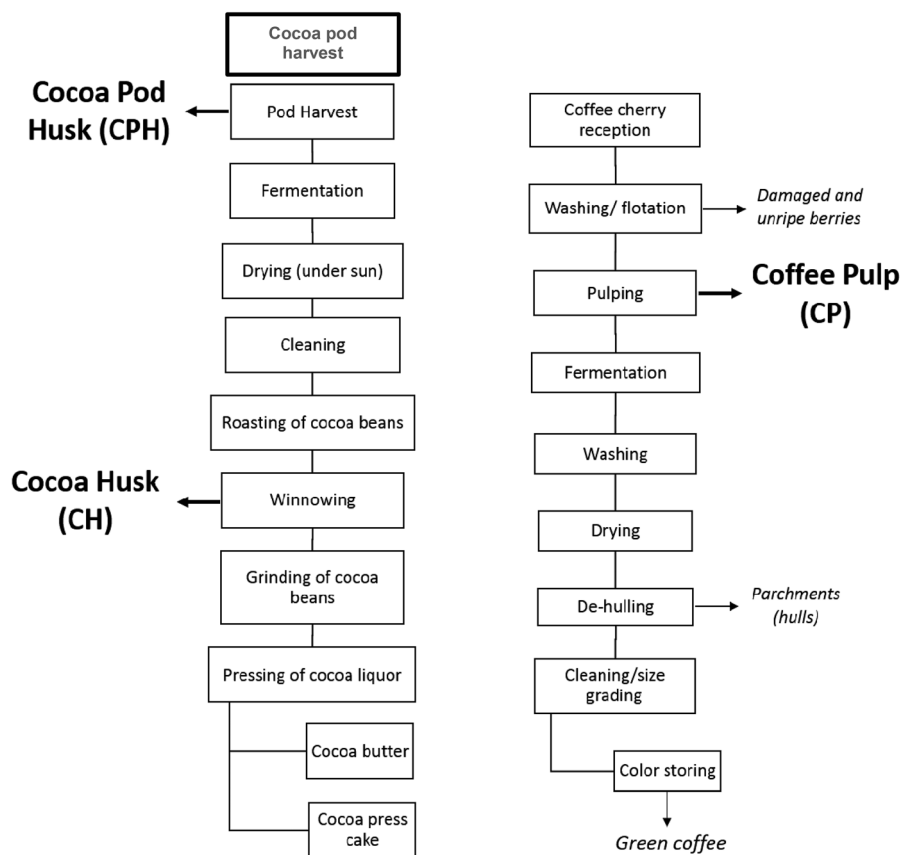 Cocoa pod
harvest
Cocoa Pod
Husk (CPH)
Pod Harvest
Fermentation
Drying (under sun)
Cleaning
Roasting of cocoa beans
Cocoa Husk
(CH)
Winnowing
Grinding of cocoa
beans
Pressing of cocoa liquor
Cocoa butter
Cocoa press
cake
Coffee cherry
reception
Washing/ flotation
Damaged and
unripe berries
Pulping
Coffee Pulp
(CP)
Fermentation
Washing
Drying
De-hulling
Parchments
(hulls)
Cleaning/size
grading
Color storing
Green coffee